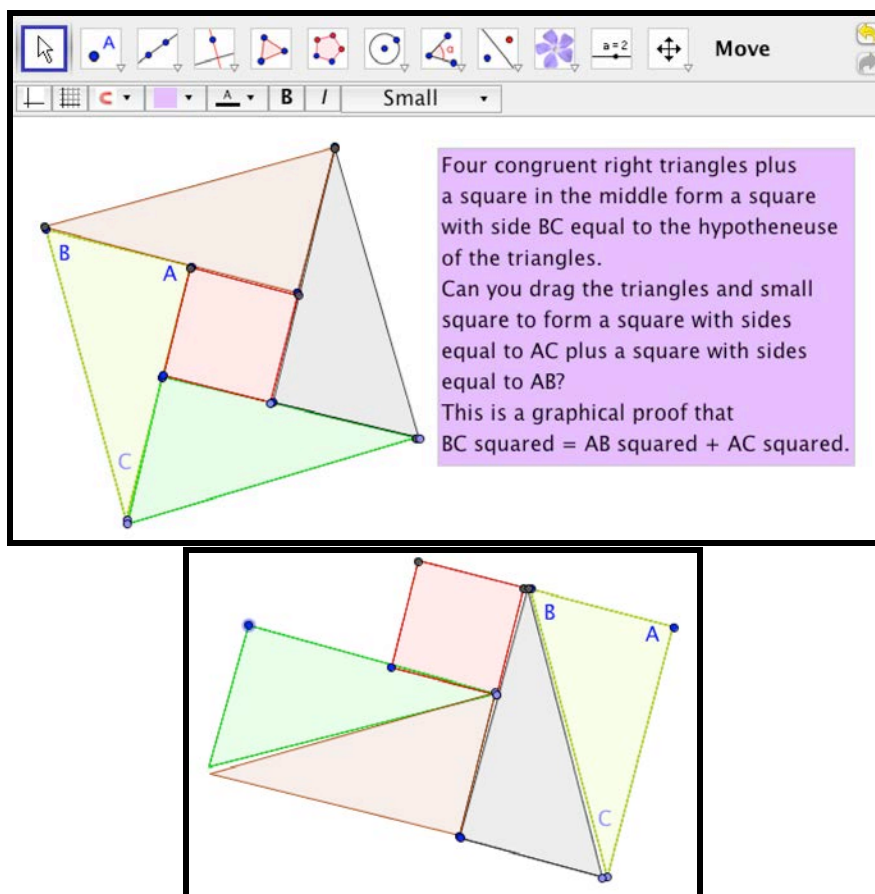 A
a = 2
Move
A
B
I
Small
Four congruent right triangles plus
a square in the middle form a square
with side BC equal to the hypotheneuse
of the triangles.
Can you drag the triangles and small
square to form a square with sides
equal to AC plus a square with sides
equal to AB?
This is a graphical proof that
BC squared = AB squared + AC squared.
B
A
C
B
A
C